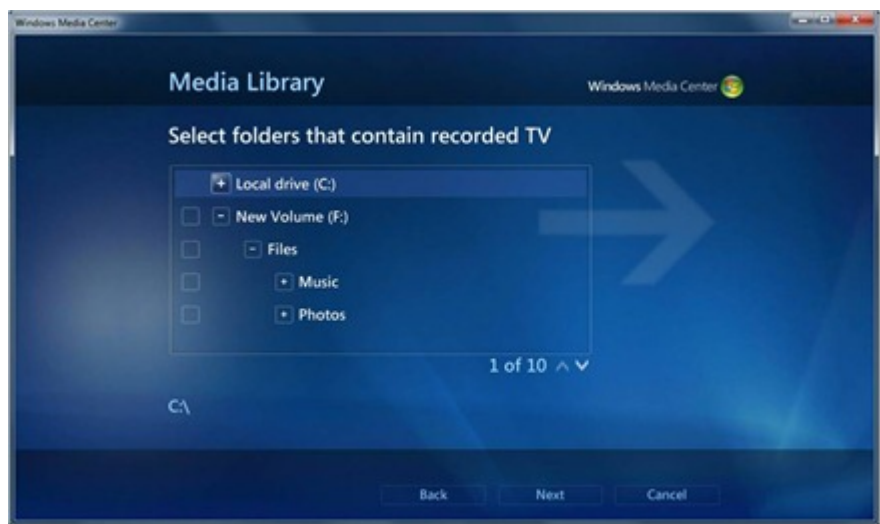 Windows Media Center
Media Library
Windows Media Center
Select folders that contain recorded TV
Local drive (C:)
New Volume (F:)
Files
Music
Photos
1 of 10
C:\
Back Next Cancel